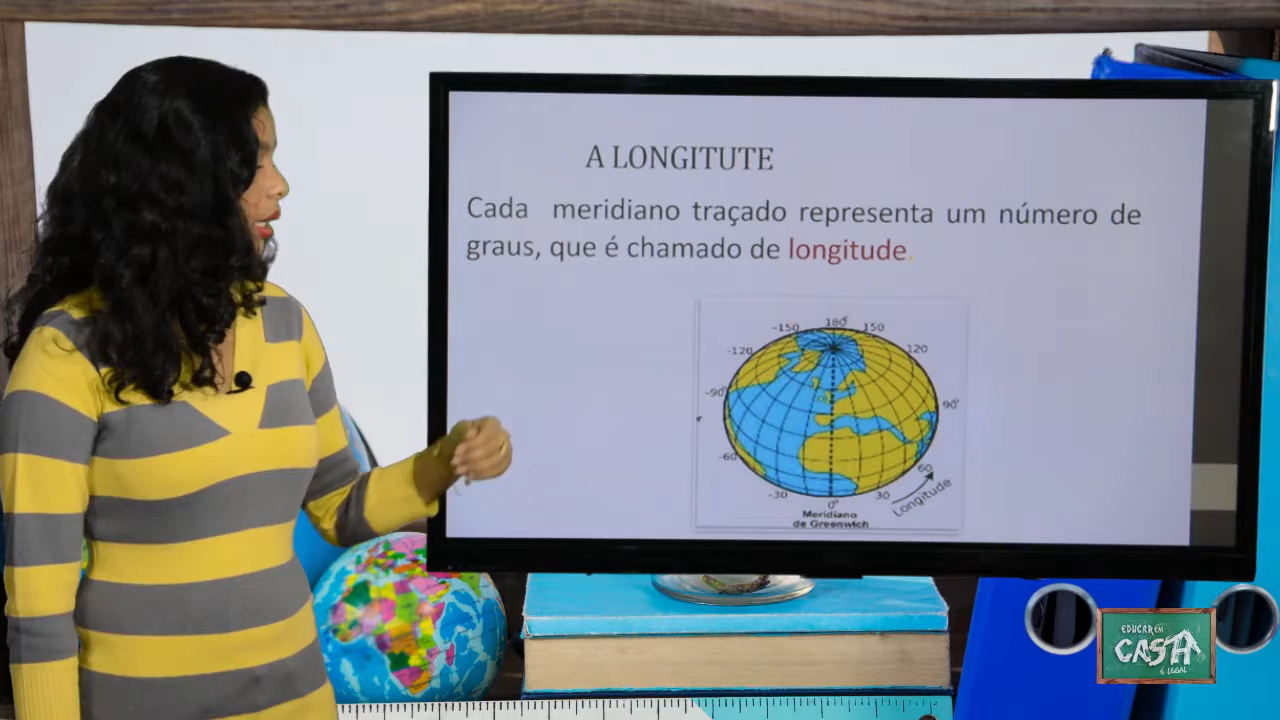 A LONGITUTE
Cada meridiano traçado representa um número de
graus, que é chamado de longitude.
180°
-150
150
-120
120
-90°
90°
-60
60
-30
30
0°
Longitude
Meridiano
de Greenwich
EDUCAR EM
CASA
É LEGAL